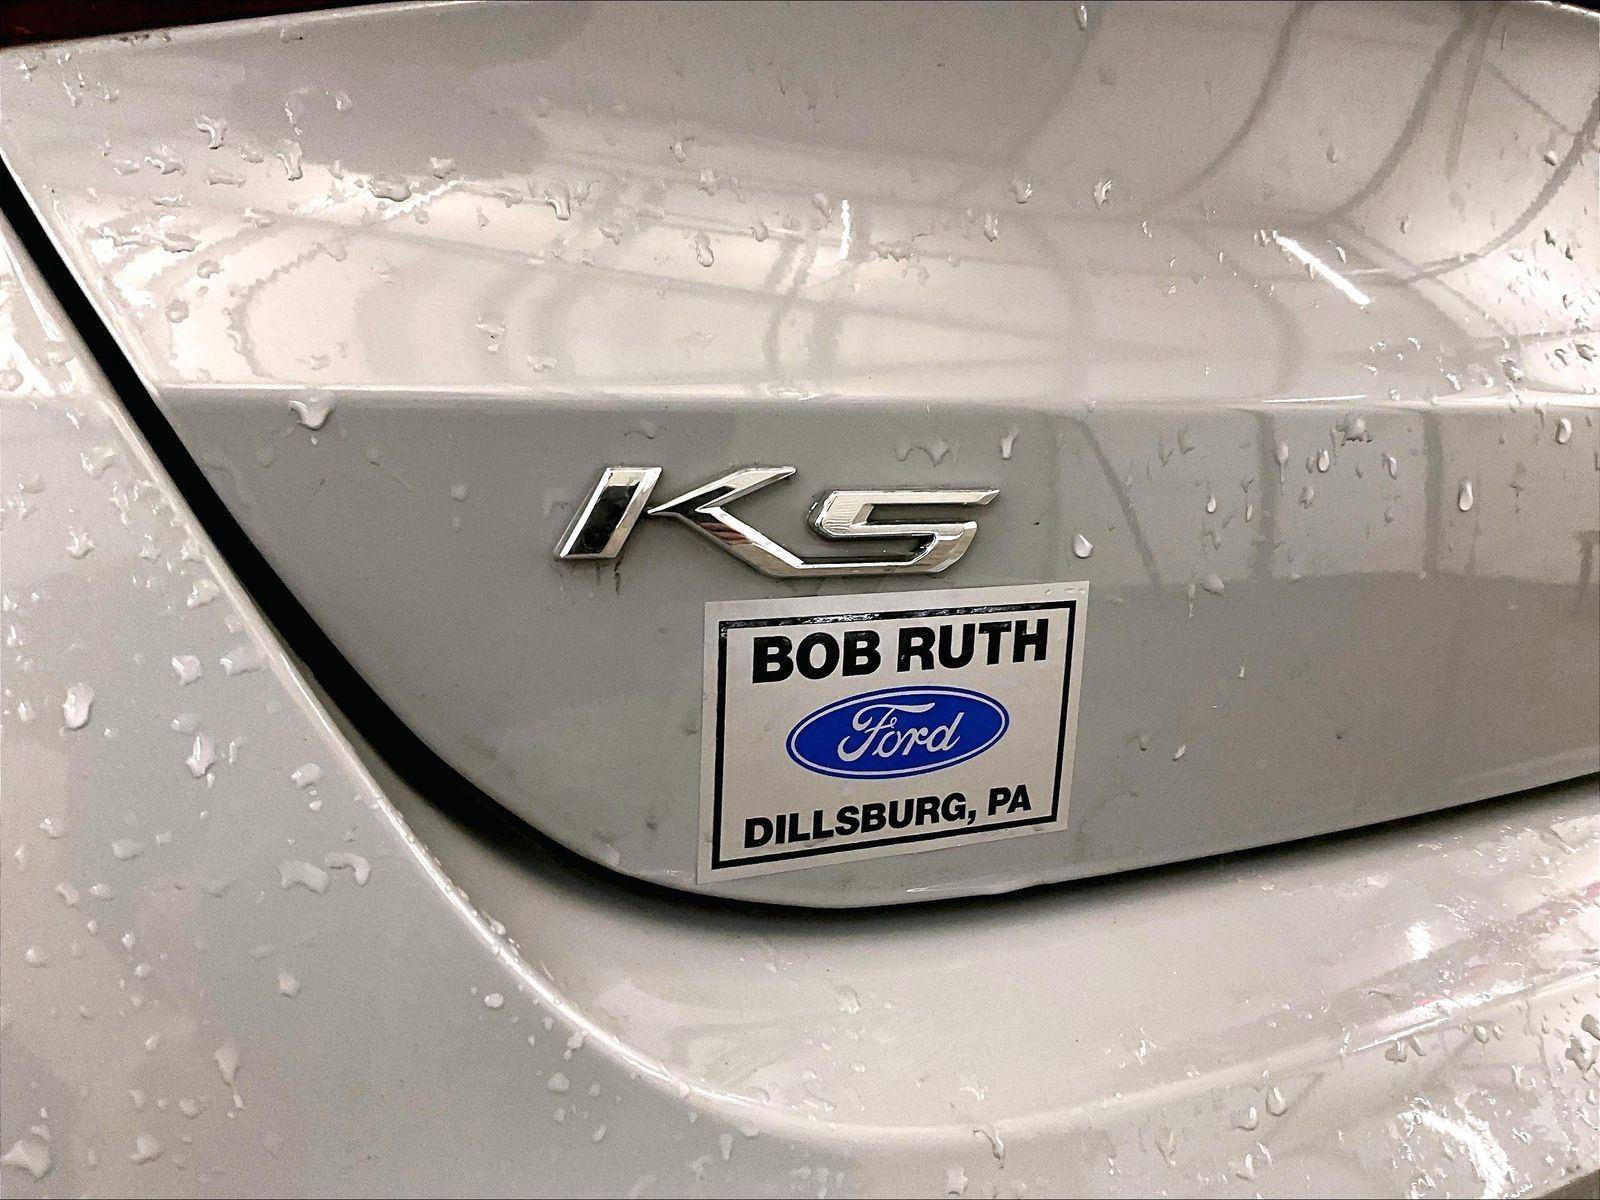 K5
BOB RUTH
Ford
DILLSBURG, PA